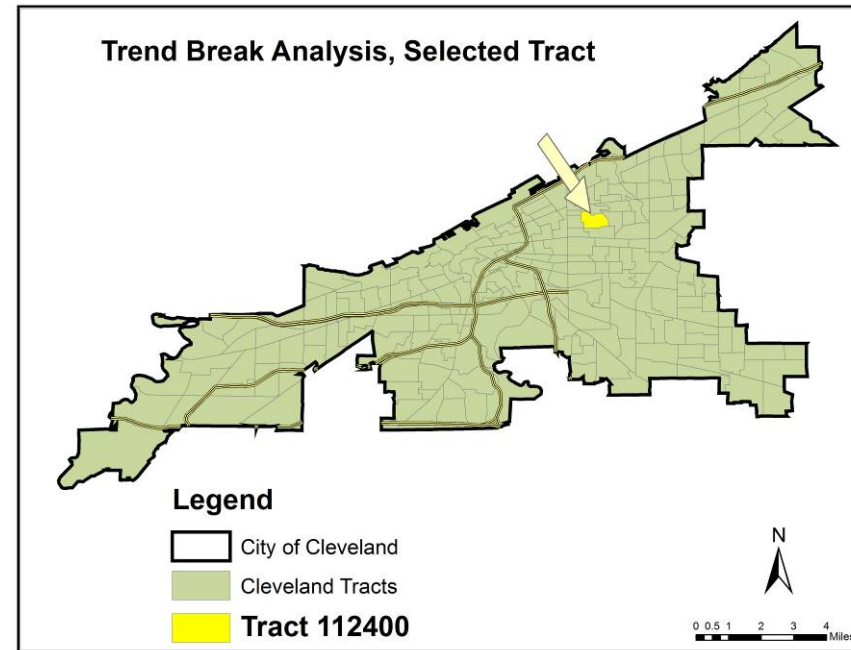 Trend Break Analysis, Selected Tract
Legend
City of Cleveland
Cleveland Tracts
Tract 112400
N
0 0.5 1 2 3 4
Miles